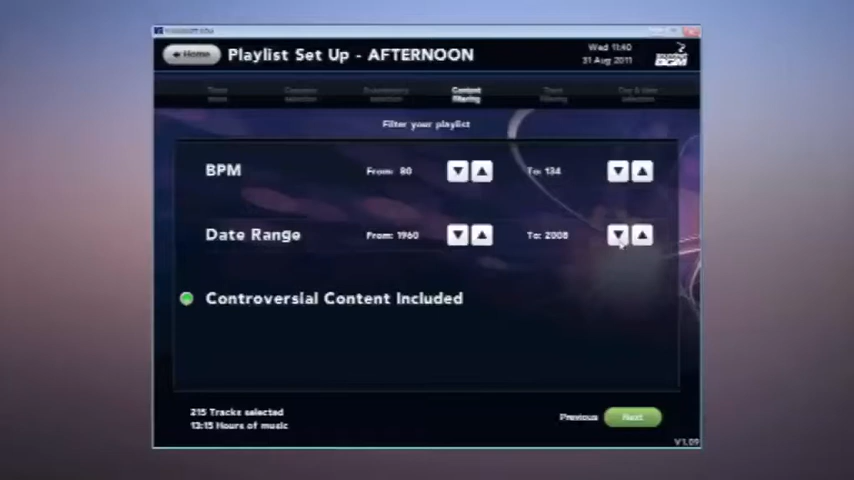 Home
Playlist Set Up - AFTERNOON
Wed 11:40
31 Aug 2011
BGM
Content
filtering
Filter your playlist
BPM
From: 80
To: 134
Date Range
From: 1960
To: 2008
Controversial Content Included
215 Tracks selected
13:15 Hours of music
Previous
Next
V1.09